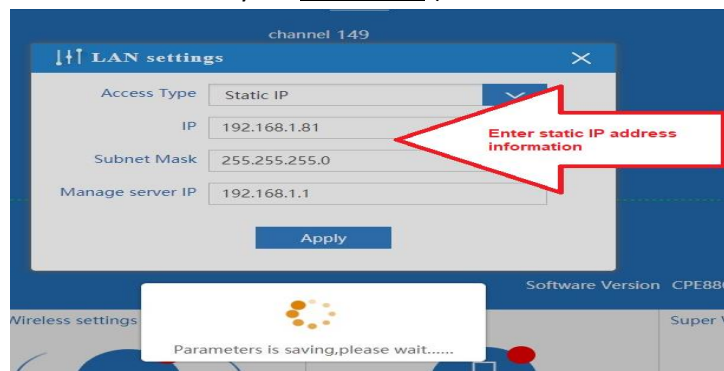 channel 149
LAN settings
Access Type Static IP
IP 192.168.1.81
Enter static IP address
information
Subnet Mask 255.255.255.0
Manage server IP 192.168.1.1
Apply
Software Version CPE88
Wireless settings
Super
Parameters is saving,please wait......